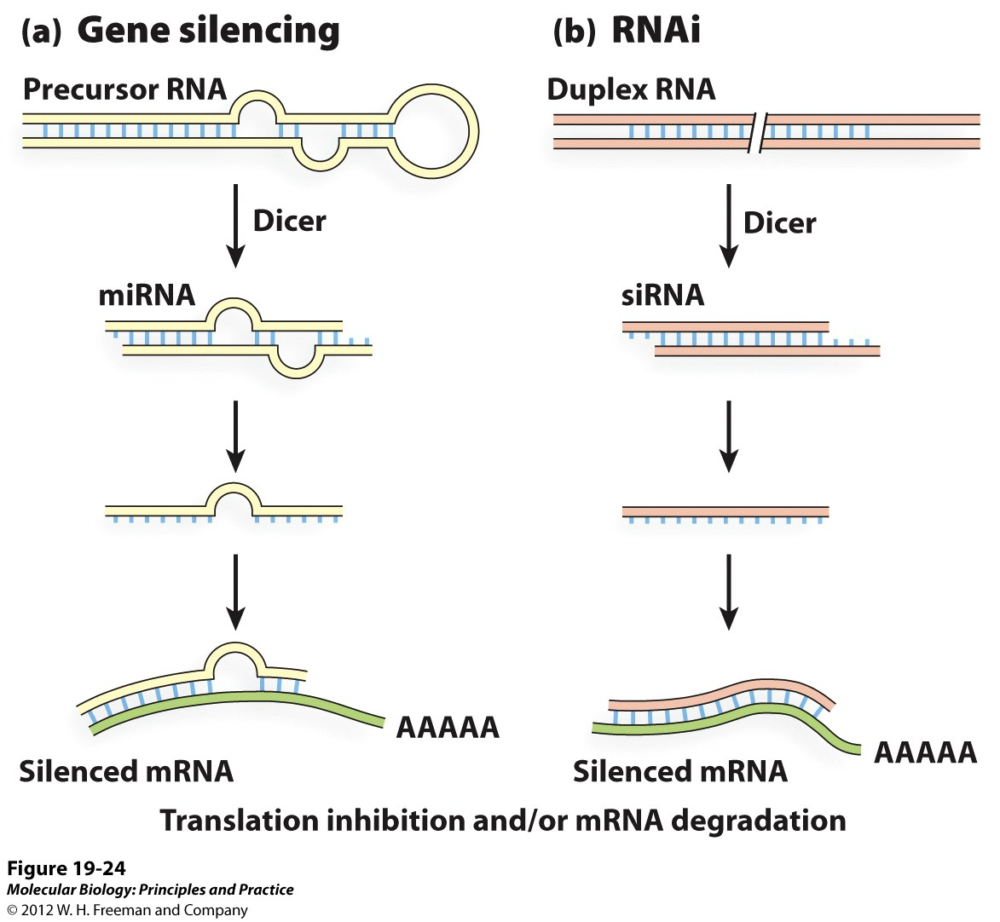 (a) Gene silencing
Precursor RNA
Dicer
miRNA
AAAAA
Silenced mRNA
(b) RNAi
Duplex RNA
Dicer
siRNA
AAAAA
Silenced mRNA
Translation inhibition and/or mRNA degradation
Figure 19-24
Molecular Biology: Principles and Practice
© 2012 W. H. Freeman and Company